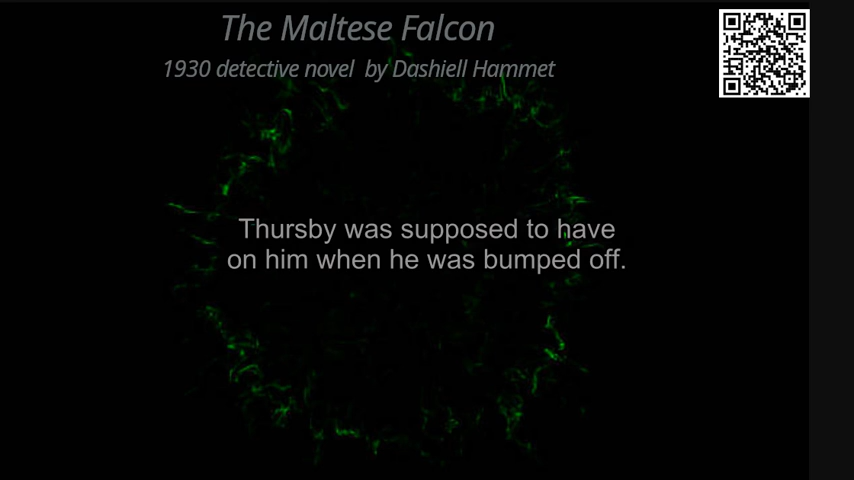 The Maltese Falcon
1930 detective novel by Dashiell Hammet
Thursby was supposed to have
on him when he was bumped off.